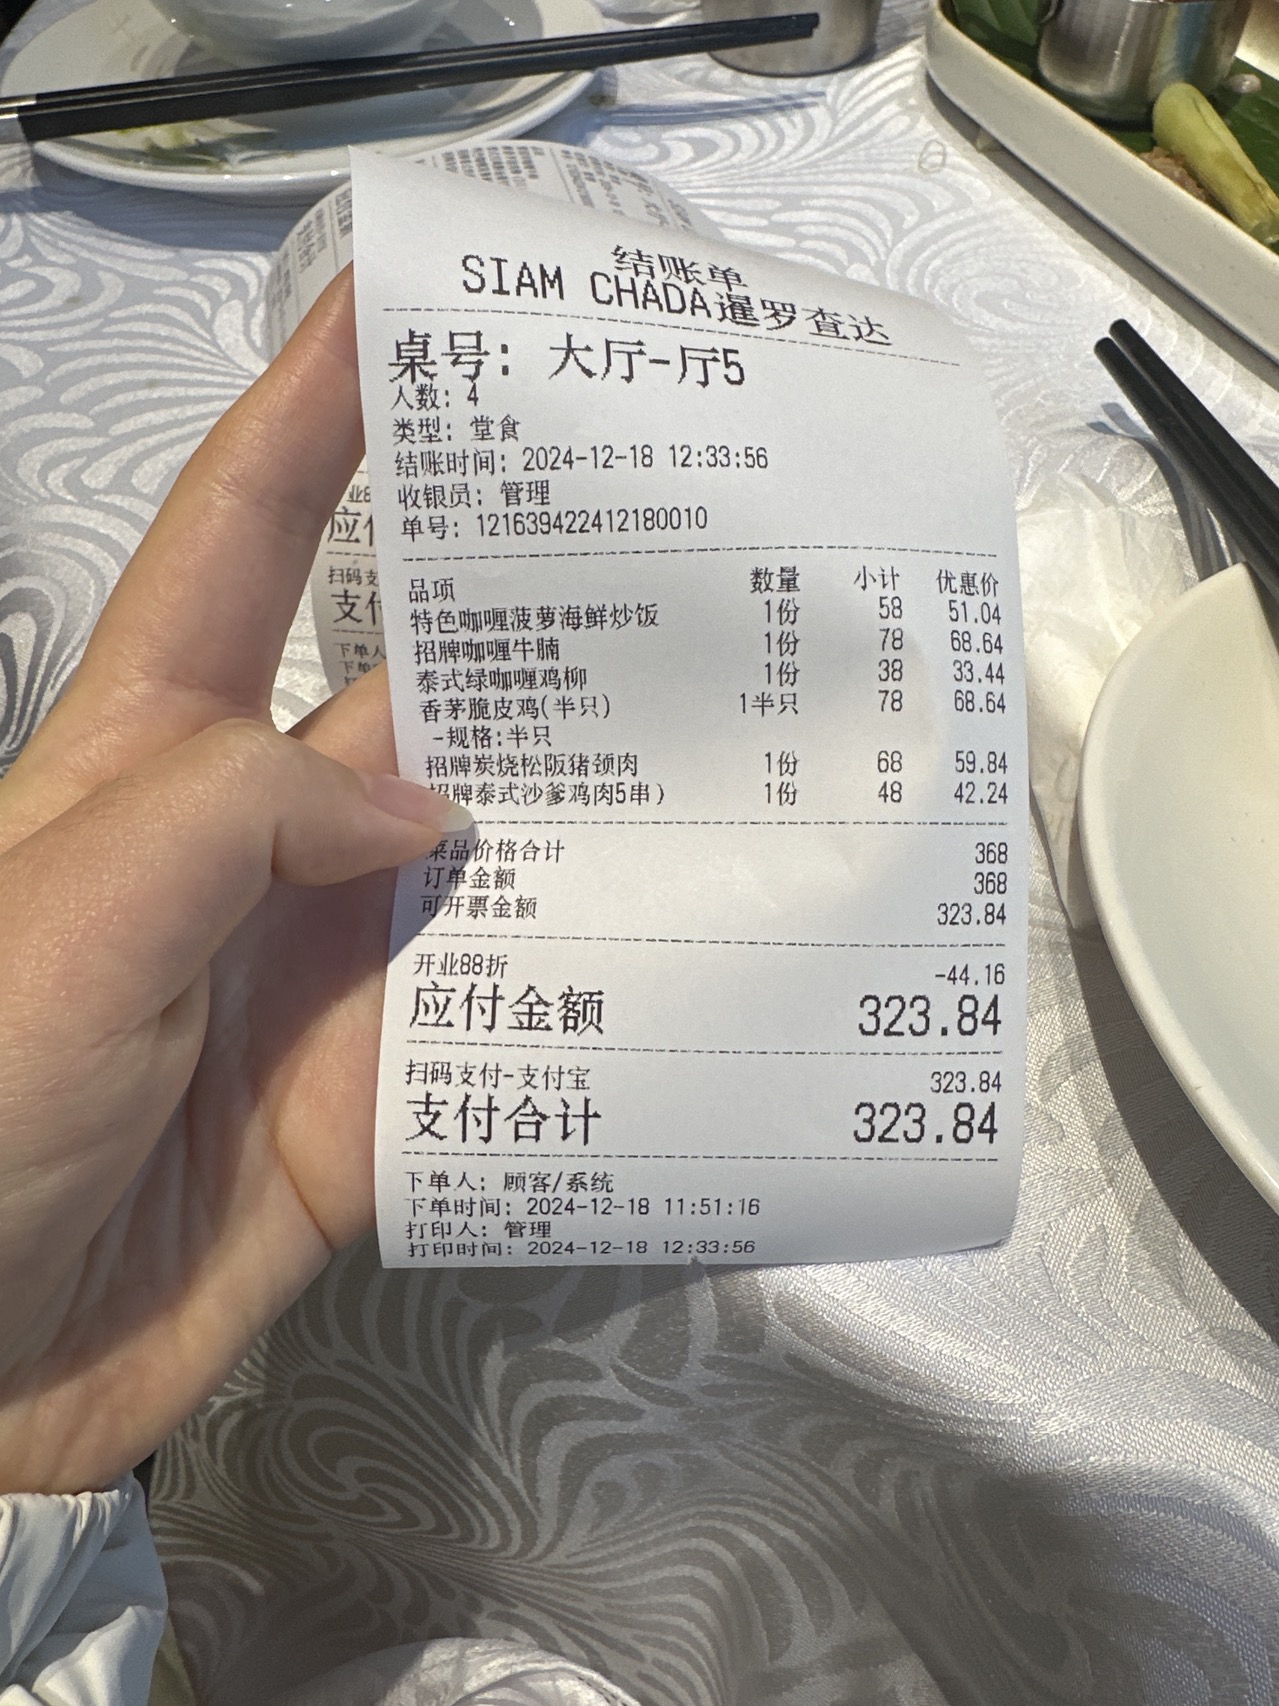 结账单
SIAM CHADA暹罗查达
桌号: 大厅-厅5
人数: 4
类型: 堂食
结账时间: 2024-12-18 12:33:56
收银员: 管理
单号: 121639422412180010
品项 数量 小计 优惠价
特色咖喱菠萝海鲜炒饭 1份 58 51.04
招牌咖喱牛腩 1份 78 68.64
泰式绿咖喱鸡柳 1份 38 33.44
香茅脆皮鸡(半只) 1半只 78 68.64
-规格:半只
招牌炭烧松阪猪颈肉 1份 68 59.84
招牌泰式沙爹鸡肉5串) 1份 48 42.24
菜品价格合计 368
订单金额 368
可开票金额 323.84
开业88折 -44.16
应付金额 323.84
扫码支付-支付宝 323.84
支付合计 323.84
下单人: 顾客/系统
下单时间: 2024-12-18 11:51:16
打印人: 管理
打印时间: 2024-12-18 12:33:56